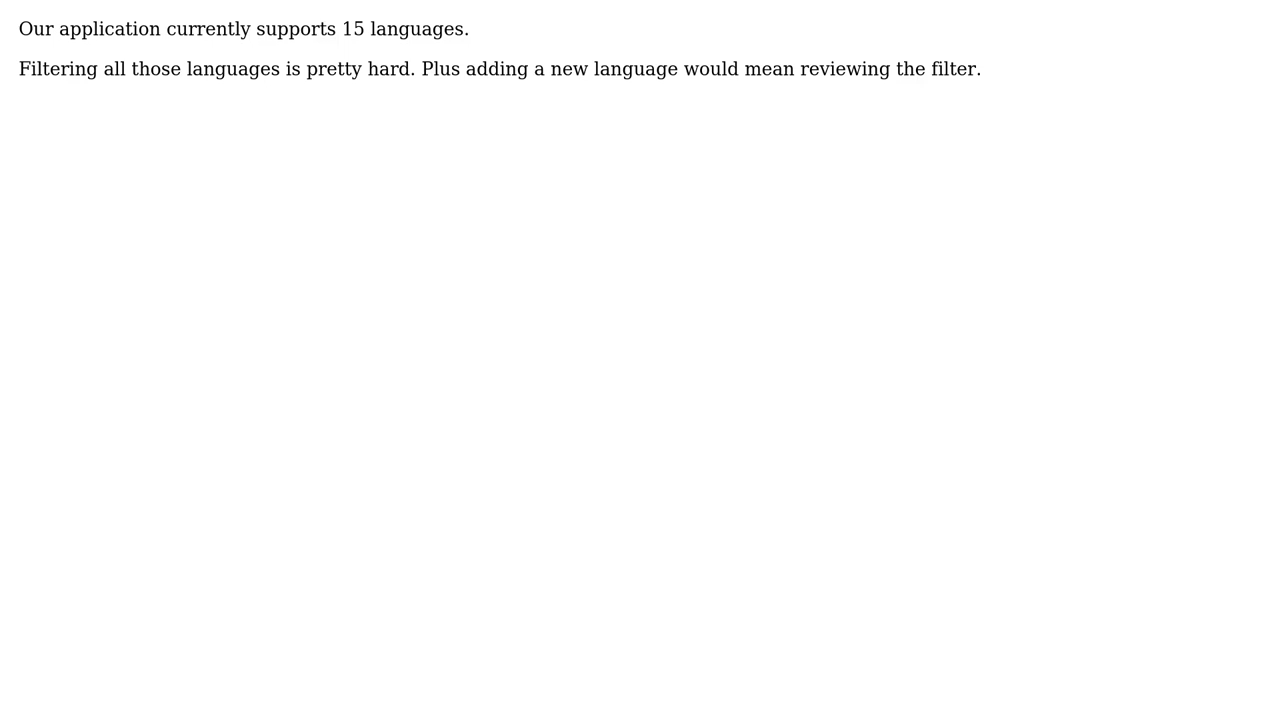 Our application currently supports 15 languages.
Filtering all those languages is pretty hard. Plus adding a new language would mean reviewing the filter.